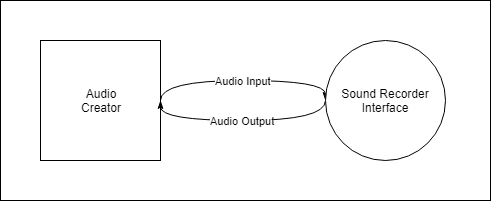 Audio
Creator
Audio Input
Audio Output
Sound Recorder
Interface